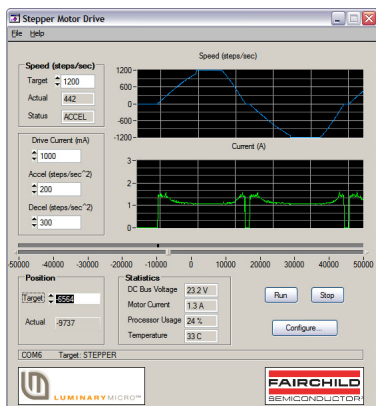 Stepper Motor Drive
File Help
Speed (steps/sec)
Target 1200
Actual 442
Status ACCEL
Drive Current (mA)
1000
Accel (steps/sec^2)
200
Decel (steps/sec^2)
300
Speed (steps/sec)
1200
600
0
-600
-1200
Current (A)
3
2
1
0
-50000 -40000 -30000 -20000 -10000 0 10000 20000 30000 40000 50000
Position
Target -6564
Actual -9737
Statistics
DC Bus Voltage 23.2 V
Motor Current 1.3 A
Processor Usage 24 %
Temperature 33 C
Run Stop
Configure...
COM6 Target: STEPPER
LUMINARYMICRO™
FAIRCHILD
SEMICONDUCTOR®